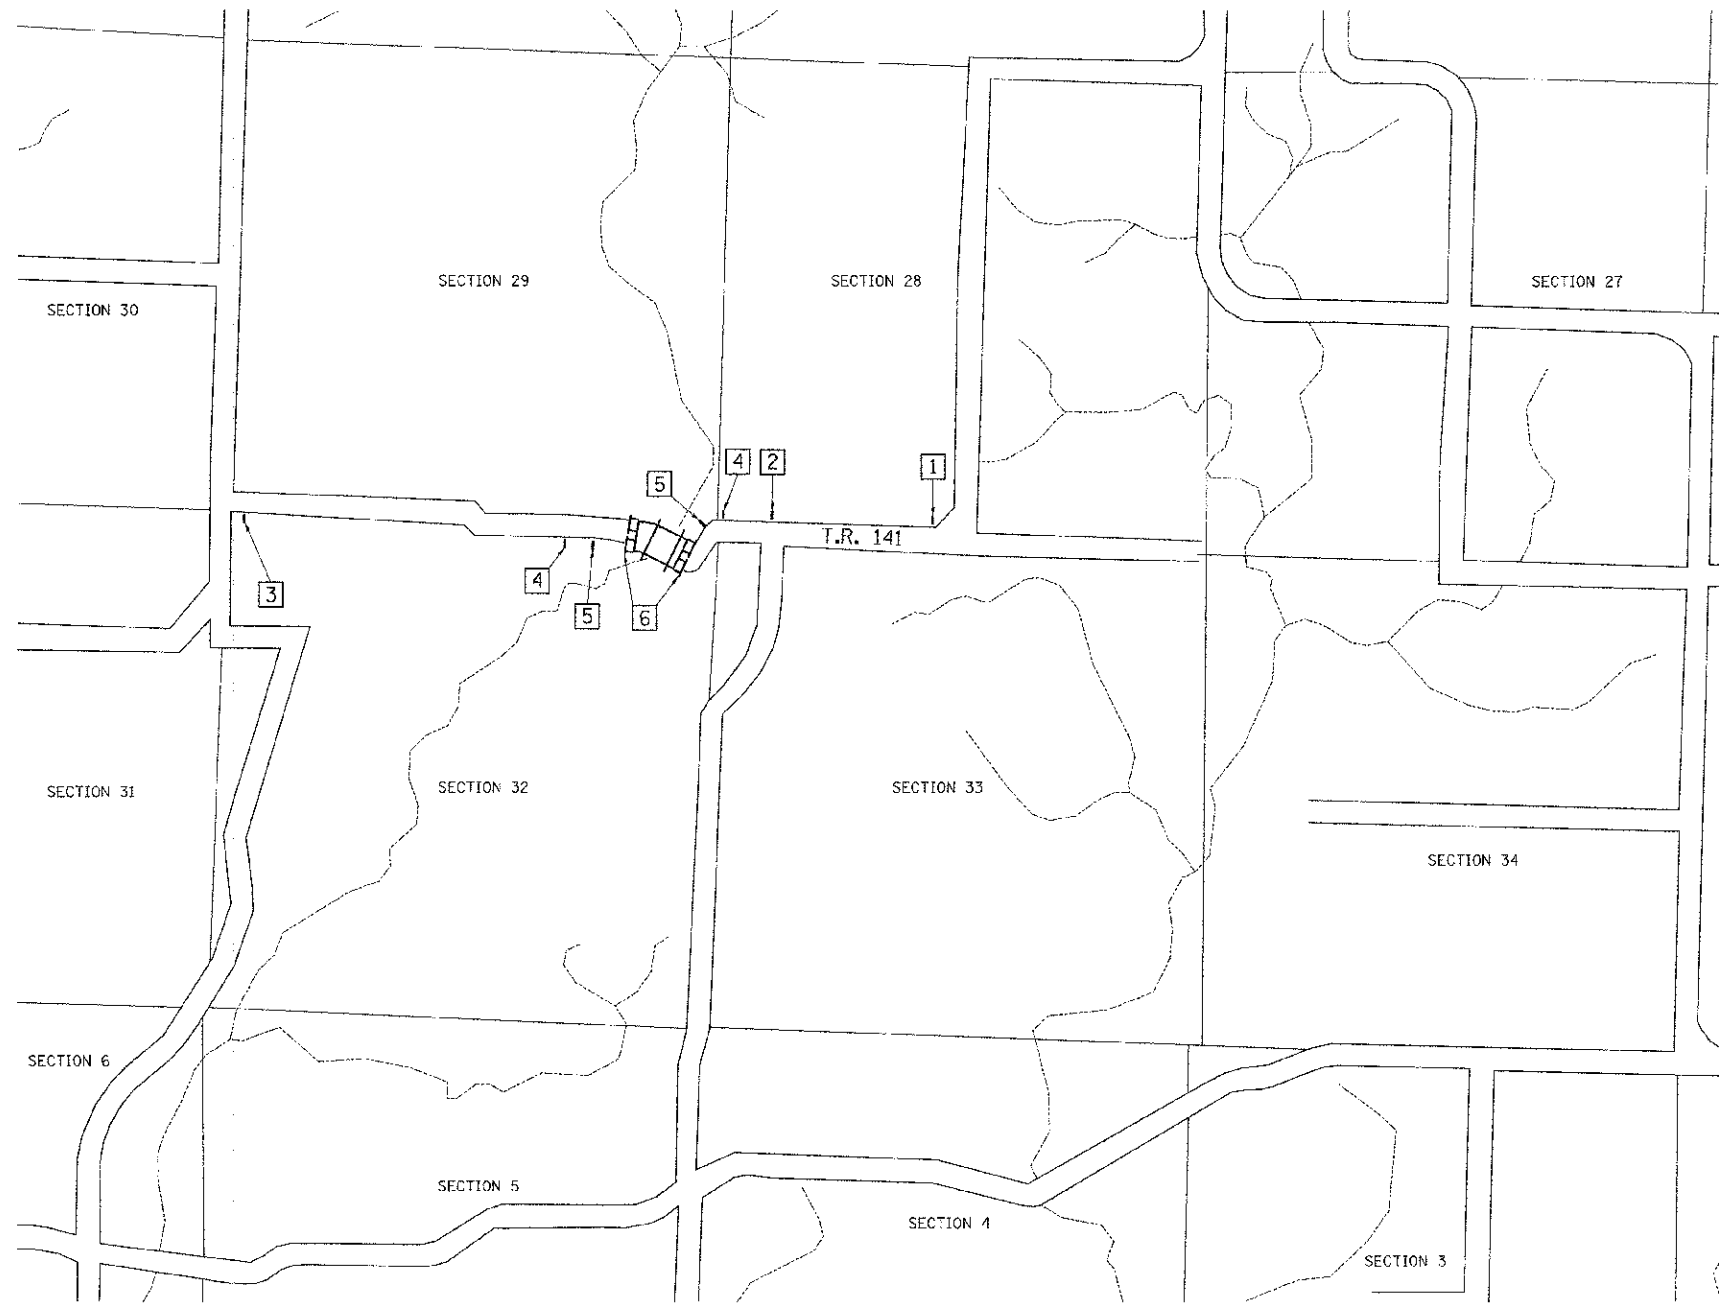 SECTION 29
SECTION 28
SECTION 27
SECTION 30
4
2
1
5
T.R. 141
3
4
5
6
SECTION 31
SECTION 32
SECTION 33
SECTION 34
SECTION 6
SECTION 5
SECTION 4
SECTION 3